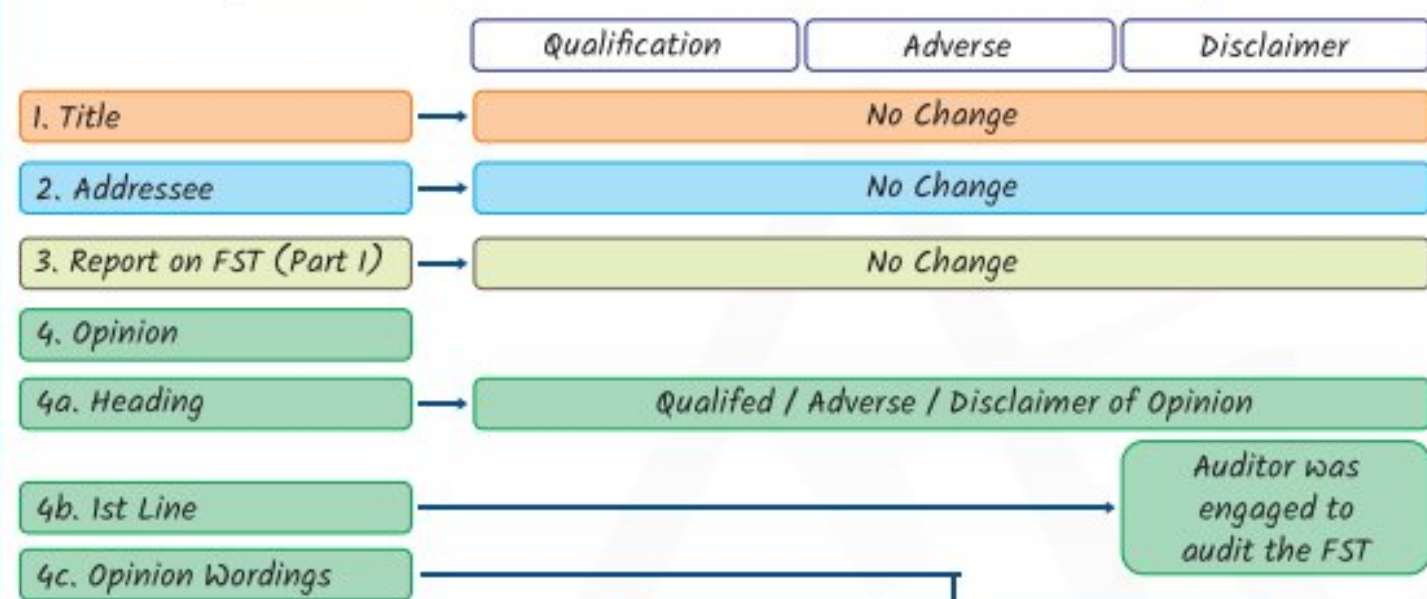 Qualification Adverse Disclaimer
1. Title No Change
2. Addressee No Change
3. Report on FST (Part 1) No Change
4. Opinion
4a. Heading Qualifed / Adverse / Disclaimer of Opinion
4b. 1st Line Auditor was
engaged to
audit the FST
4c. Opinion Wordings